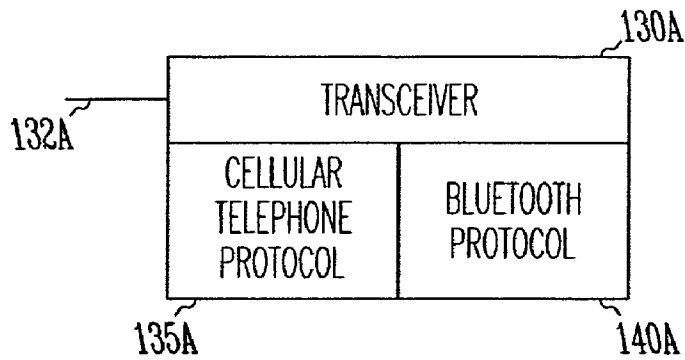 130A
TRANSCEIVER
132A
CELLULAR
TELEPHONE
PROTOCOL
BLUETOOTH
PROTOCOL
135A
140A